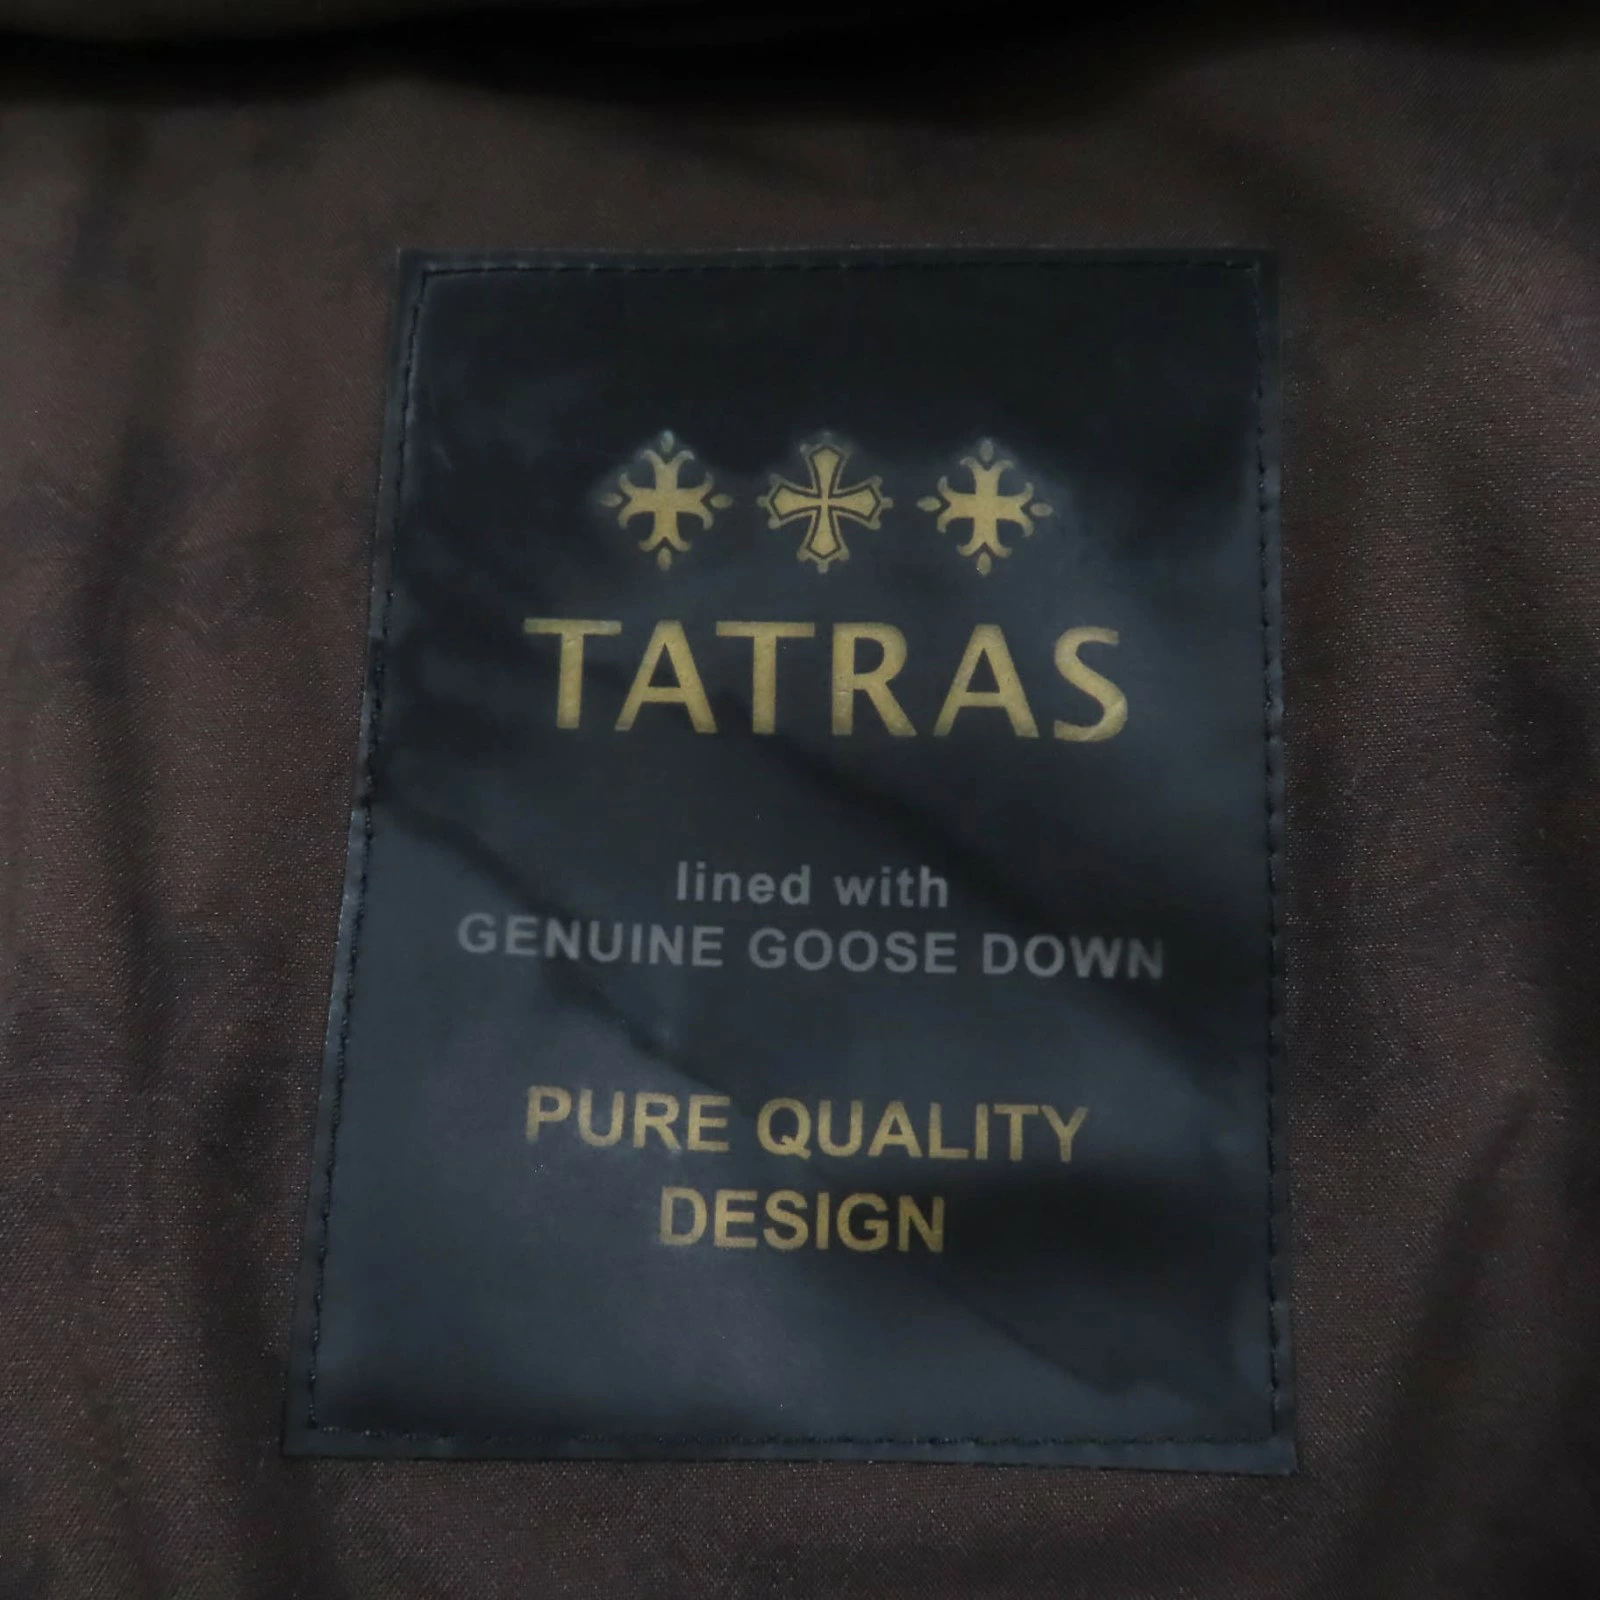 TATRAS
lined with
GENUINE GOOSE DOWN
PURE QUALITY
DESIGN